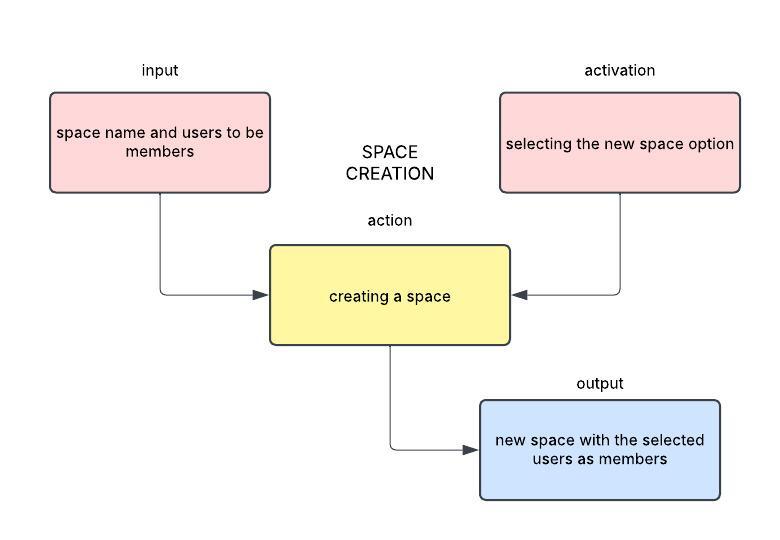 input
activation
space name and users to be
members
selecting the new space option
SPACE
CREATION
action
creating a space
output
new space with the selected
users as members